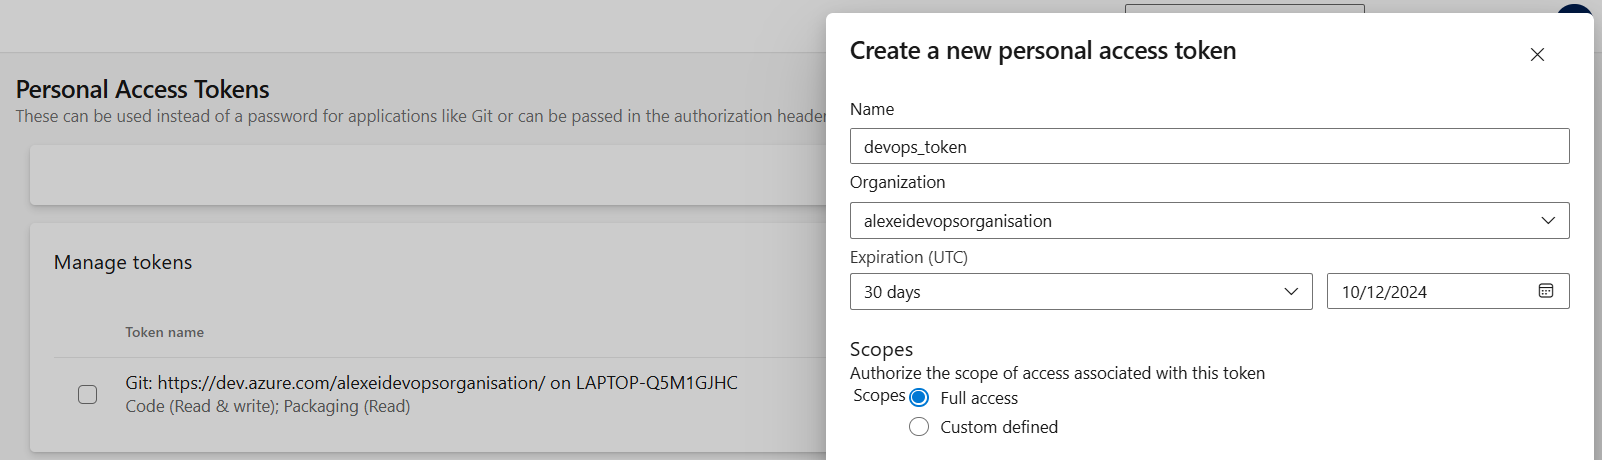 Personal Access Tokens
These can be used instead of a password for applications like Git or can be passed in the authorization header
Manage tokens
Token name
Git: https://dev.azure.com/alexeidevopsorganisation/ on LAPTOP-Q5M1GJHC
Code (Read & write); Packaging (Read)
Create a new personal access token
Name
devops_token
Organization
alexeidevopsorganisation
Expiration (UTC)
30 days
10/12/2024
Scopes
Authorize the scope of access associated with this token
Scopes
Full access
Custom defined